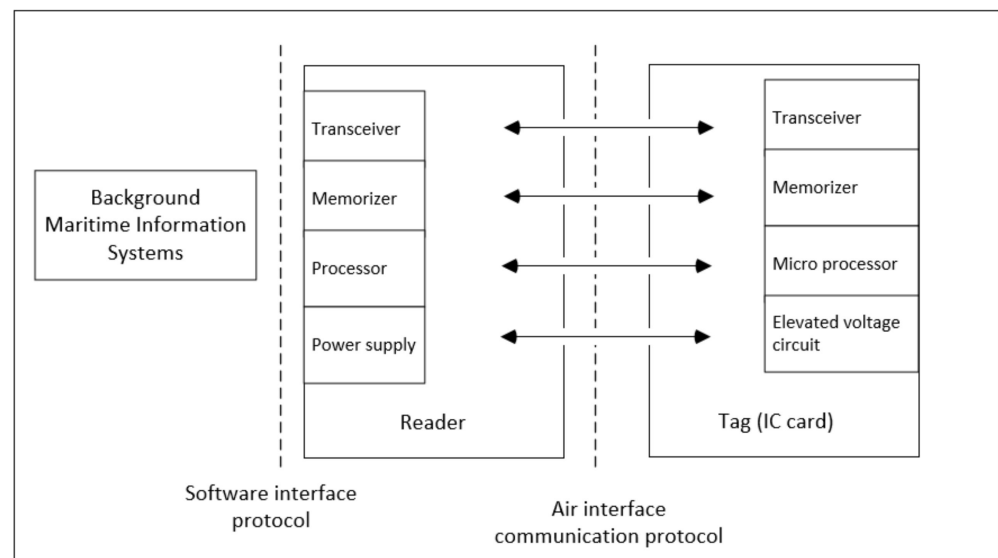 Background
Maritime Information
Systems
Transceiver
Memorizer
Processor
Power supply
Reader
Transceiver
Memorizer
Micro processor
Elevated voltage
circuit
Tag (IC card)
Software interface
protocol
Air interface
communication protocol